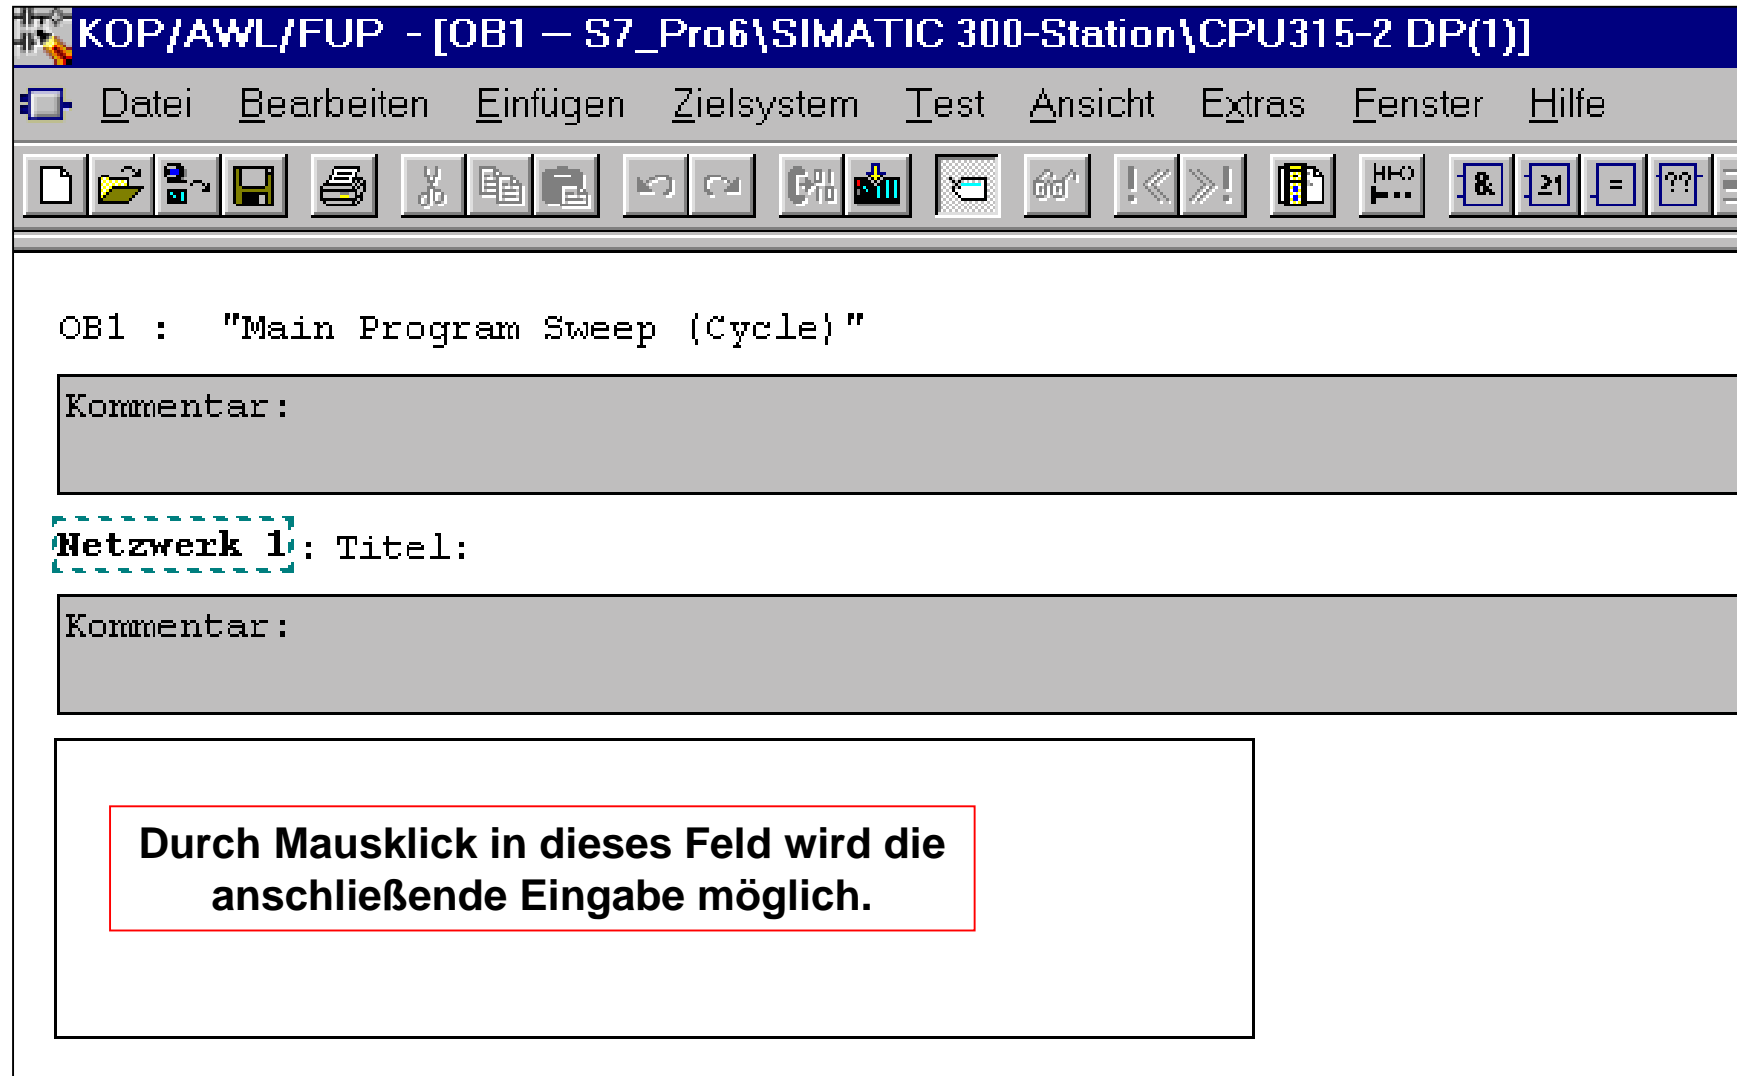 KOP/AWL/FUP - [OB1 – S7_Pro6\SIMATIC 300-Station\CPU315-2 DP(1)]
Datei Bearbeiten Einfügen Zielsystem Test Ansicht Extras Fenster Hilfe
& ≥1 = ??
OB1 : "Main Program Sweep (Cycle)"
Kommentar:
Netzwerk 1: Titel:
Kommentar:
Durch Mausklick in dieses Feld wird die
anschließende Eingabe möglich.